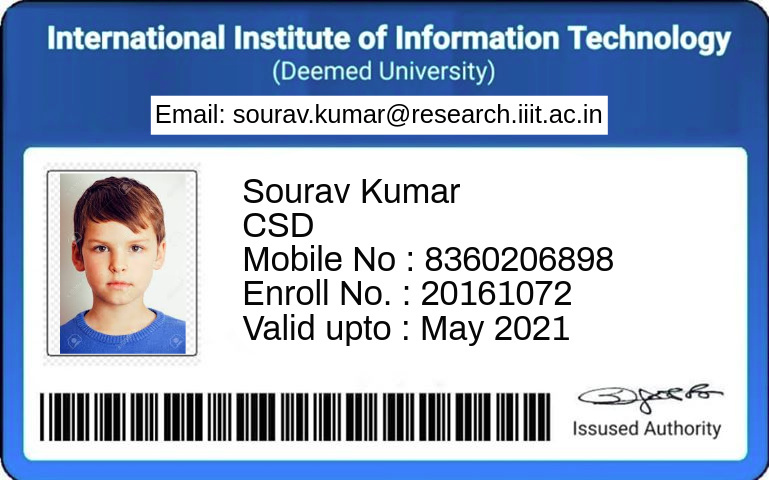 International Institute of Information Technology
(Deemed University)
Email: sourav.kumar@research.iiit.ac.in
Sourav Kumar
CSD
Mobile No : 8360206898
Enroll No. : 20161072
Valid upto : May 2021
Issused Authority